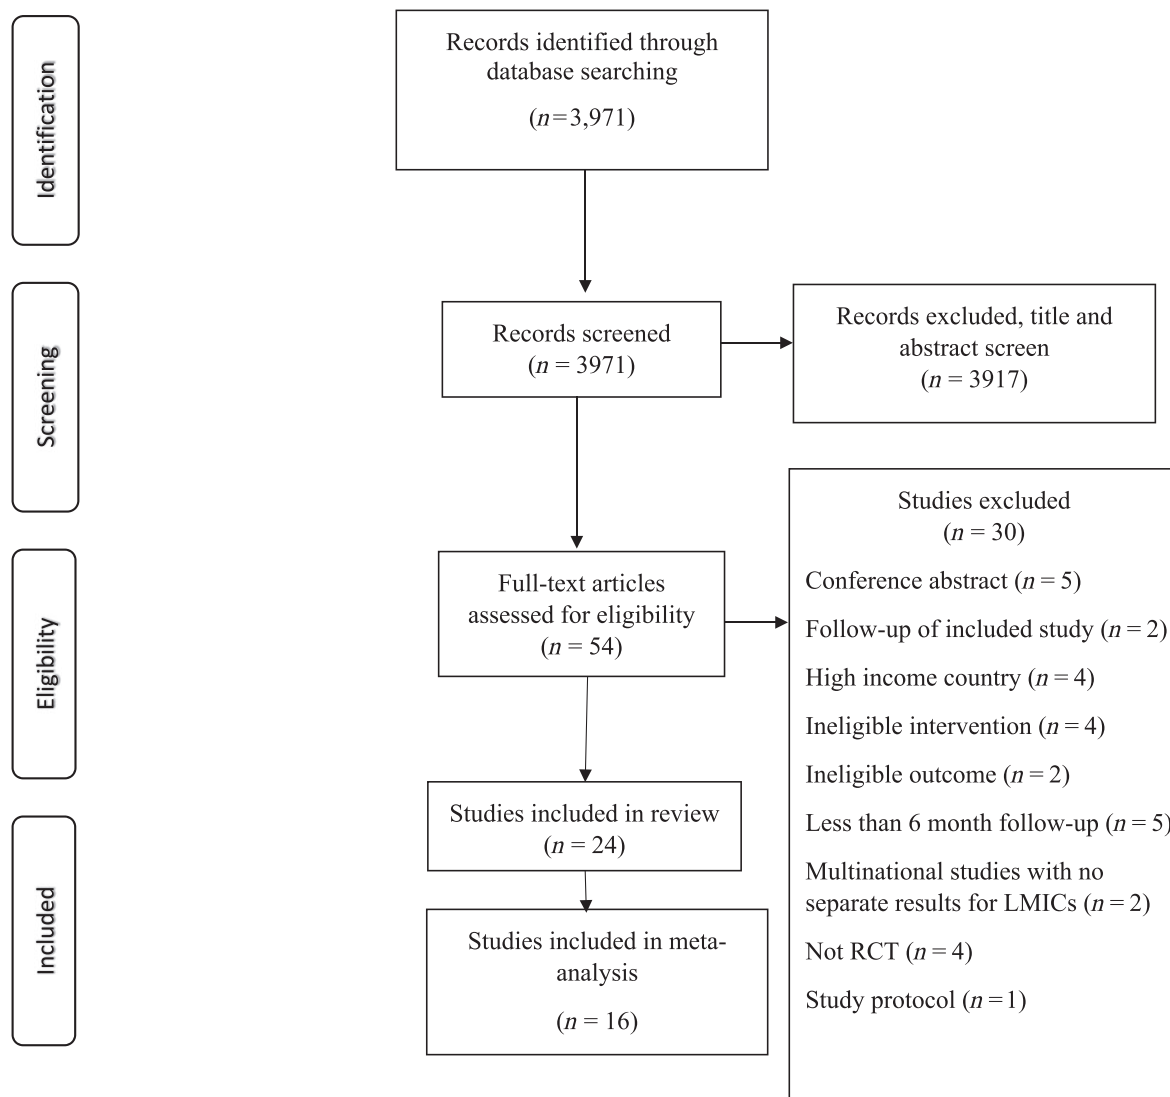 Identification
Records identified through
database searching
(n=3,971)
Screening
Records screened
(n = 3971)
Records excluded, title and
abstract screen
(n = 3917)
Eligibility
Full-text articles
assessed for eligibility
(n = 54)
Studies excluded
(n = 30)
Conference abstract (n = 5)
Follow-up of included study (n = 2)
High income country (n = 4)
Ineligible intervention (n = 4)
Ineligible outcome (n = 2)
Less than 6 month follow-up (n = 5)
Multinational studies with no
separate results for LMICs (n = 2)
Not RCT (n = 4)
Study protocol (n =1)
Included
Studies included in review
(n = 24)
Studies included in meta-
analysis
(n = 16)